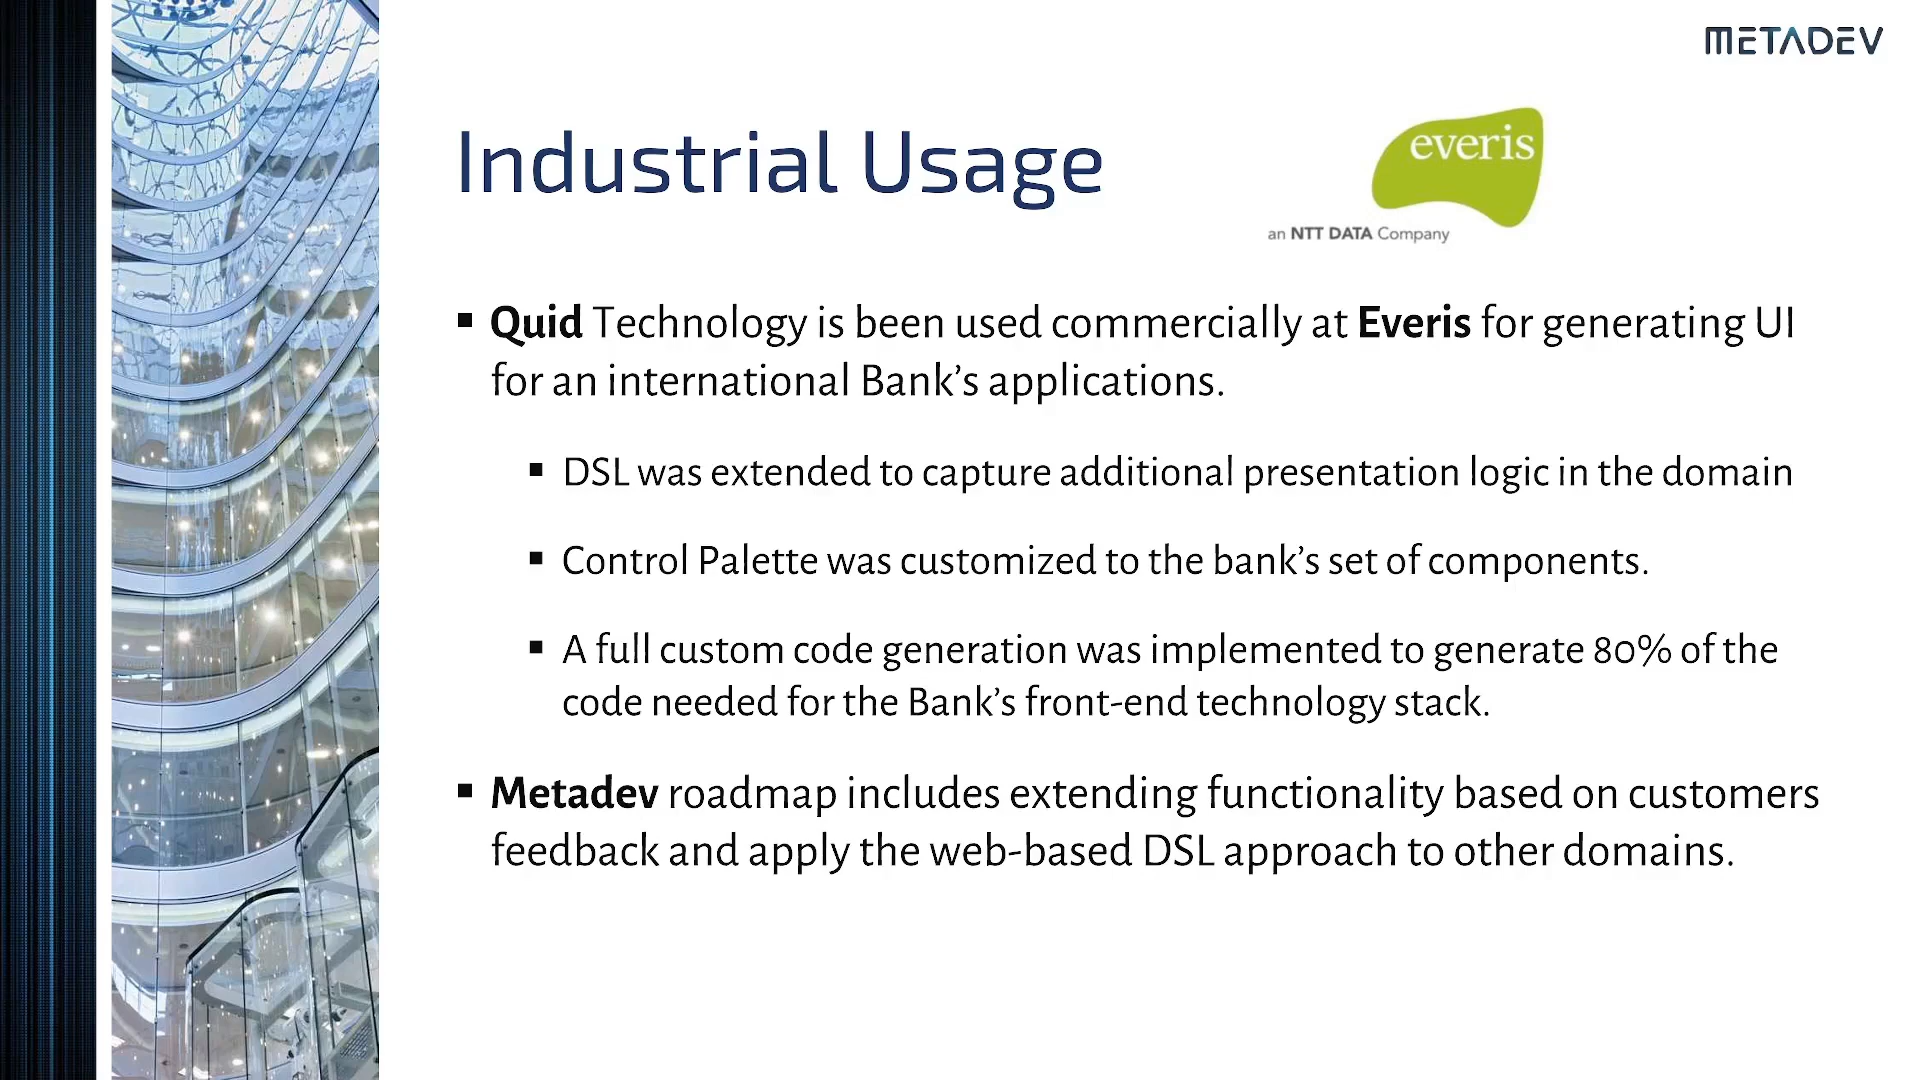 METADEV
Industrial Usage
everis
an NTT DATA Company
▪ Quid Technology is been used commercially at Everis for generating UI
for an international Bank’s applications.
▪ DSL was extended to capture additional presentation logic in the domain
▪ Control Palette was customized to the bank’s set of components.
▪ A full custom code generation was implemented to generate 80% of the
code needed for the Bank’s front-end technology stack.
▪ Metadev roadmap includes extending functionality based on customers
feedback and apply the web-based DSL approach to other domains.